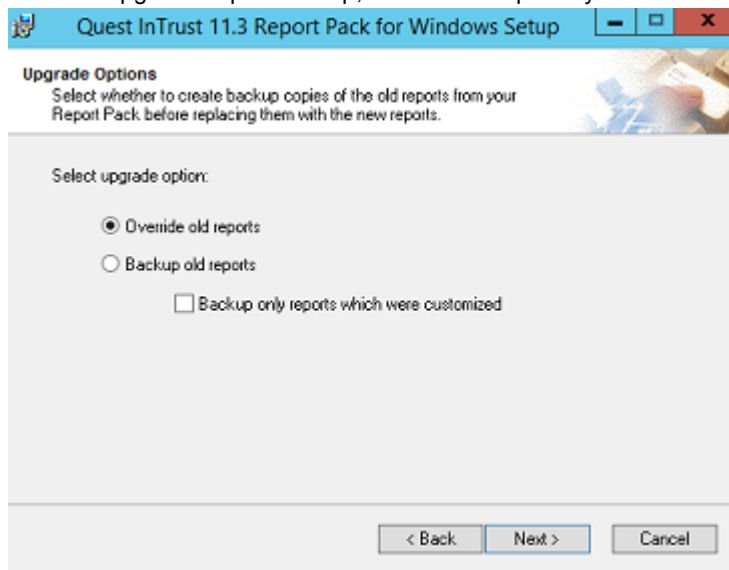 Quest InTrust 11.3 Report Pack for Windows Setup
Upgrade Options
Select whether to create backup copies of the old reports from your
Report Pack before replacing them with the new reports.
Select upgrade option:
Override old reports
Backup old reports
Backup only reports which were customized
< Back
Next >
Cancel